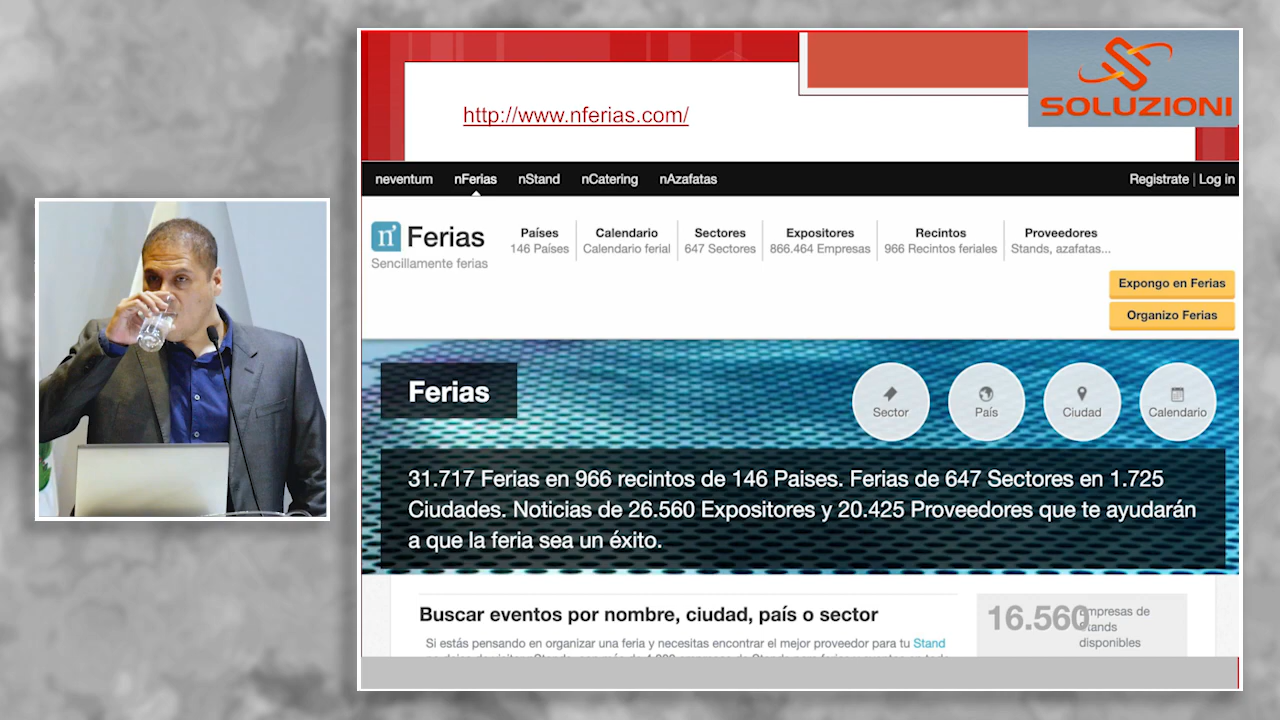 SOLUZIONI
http://www.nferias.com/
neventum nFerias nStand nCatering nAzafatas Registrate | Log in
n' Ferias
Sencillamente ferias
Países Calendario Sectores Expositores Recintos Proveedores
146 Países Calendario ferial 647 Sectores 866.464 Empresas 966 Recintos feriales Stands, azafatas...
Expongo en Ferias
Organizo Ferias
Ferias
Sector País Ciudad Calendario
31.717 Ferias en 966 recintos de 146 Paises. Ferias de 647 Sectores en 1.725
Ciudades. Noticias de 26.560 Expositores y 20.425 Proveedores que te ayudarán
a que la feria sea un éxito.
Buscar eventos por nombre, ciudad, país o sector
Si estás pensando en organizar una feria y necesitas encontrar el mejor proveedor para tu Stand
16.560 Empresas de
Stands
disponibles